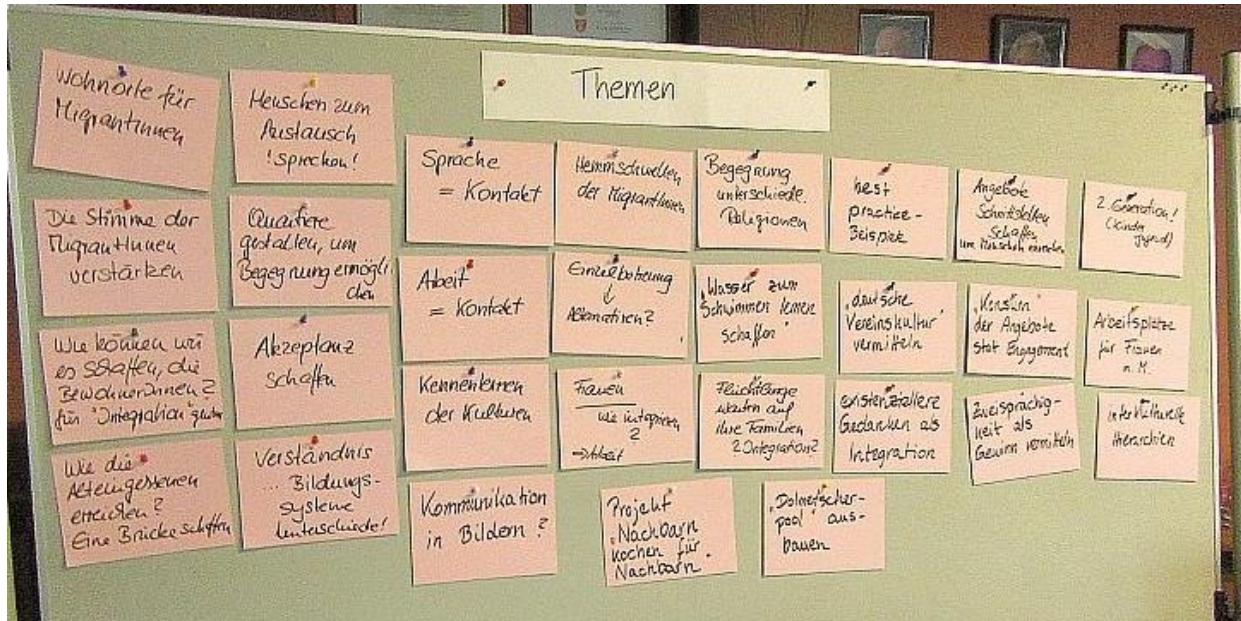 Themen
Wohnorte für
MigrantInnen
Menschen zum
Austausch
! Sprechen!
Die Stimme der
MigrantInnen
verstärken
Quartiere
gestalten, um
Begegnung ermögli
chen
Wie können wir
es schaffen, die
BewohnerInnen?
für "Integration"
Akzeptanz
schaffen
Wie die
Alteingesessenen
erreichen?
Eine Brücke schaffen
Verständnis
... Bildungs-
systeme
Unterschiede!
Sprache
= Kontakt
Arbeit
= Kontakt
Kennenlernen
der Kulturen
Kommunikation
in Bildern?
Hemmschwellen
der MigrantInnen
Einzelbetreuung
↓
Alternativen?
Frauen
wie integrieren
?
→ Arbeit
Projekt
„Nachbarn
kochen für
Nachbarn
Begegnung
unterschiedl.
Religionen
„Wasser zum
Schwimmen lernen
schaffen"
Flüchtlinge
warten auf
ihre Familien
? Integration?
„Dolmetscher-
pool" aus-
bauen
best
practice-
Beispiele
„deutsche
Vereinskultur"
vermitteln
existenziellere
Gedanken als
Integration
Angebote
Schnittstellen
schaffen
um Menschen
der Angebote
statt Engagement
Zweisprachig-
keit als
Gewinn vermitteln
2. Generation!
(Kinder
Jugend)
Arbeitsplätze
für Frauen
m. M.
interkulturelle
Hierarchien